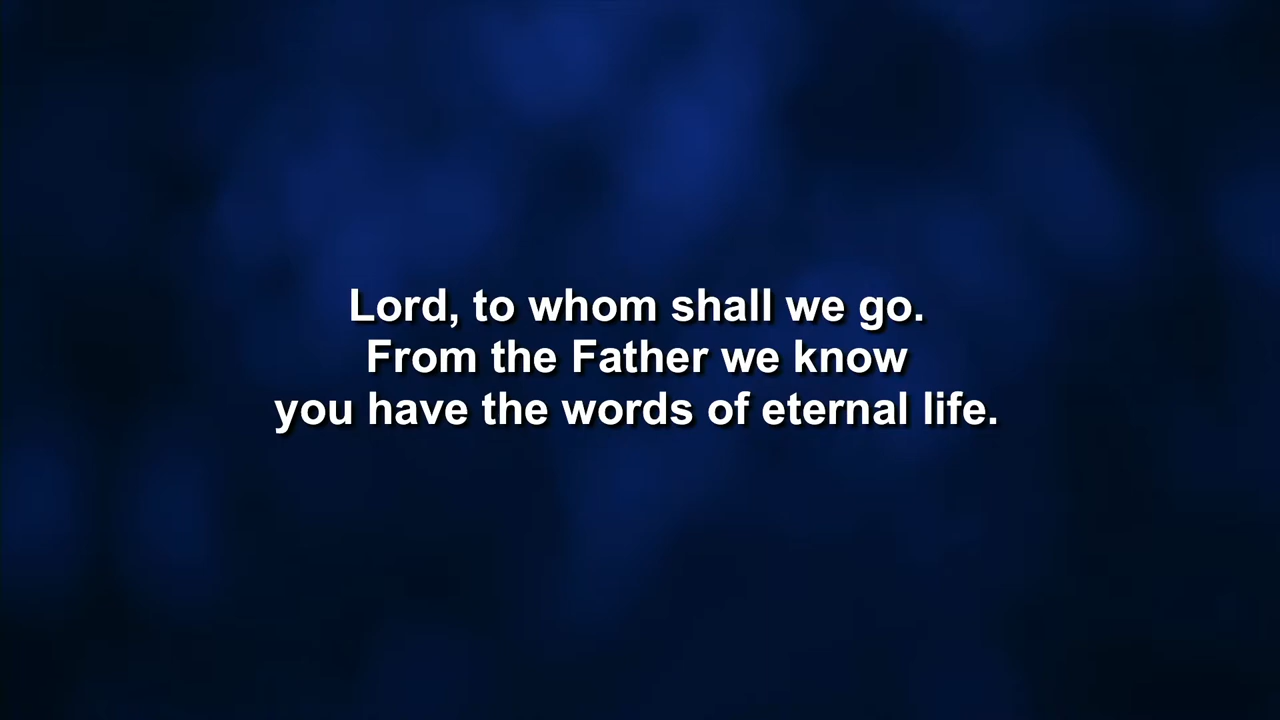 Lord, to whom shall we go.
From the Father we know
you have the words of eternal life.